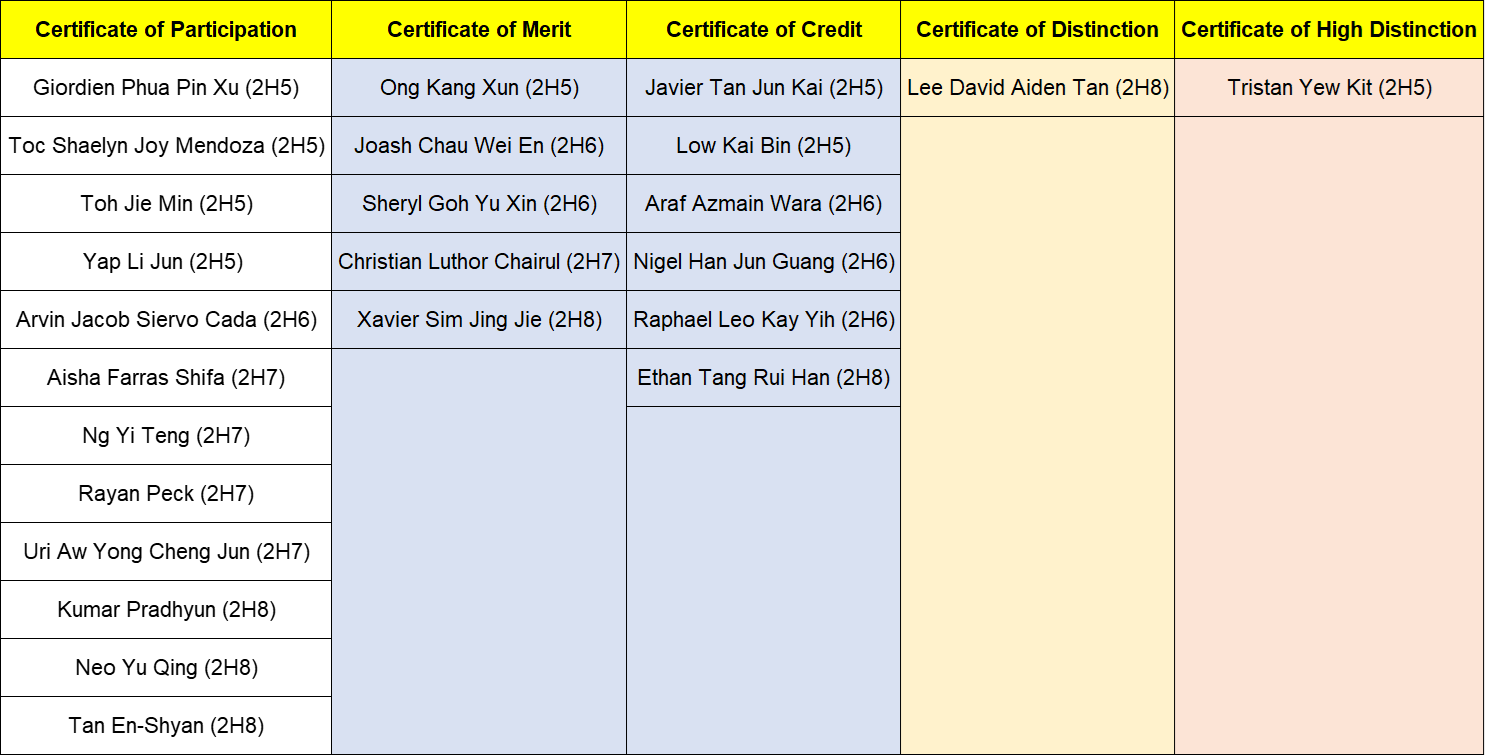 Certificate of Participation Certificate of Merit Certificate of Credit Certificate of Distinction Certificate of High Distinction
Giordien Phua Pin Xu (2H5) Ong Kang Xun (2H5) Javier Tan Jun Kai (2H5) Lee David Aiden Tan (2H8) Tristan Yew Kit (2H5)
Toc Shaelyn Joy Mendoza (2H5) Joash Chau Wei En (2H6) Low Kai Bin (2H5)
Toh Jie Min (2H5) Sheryl Goh Yu Xin (2H6) Araf Azmain Wara (2H6)
Yap Li Jun (2H5) Christian Luthor Chairul (2H7) Nigel Han Jun Guang (2H6)
Arvin Jacob Siervo Cada (2H6) Xavier Sim Jing Jie (2H8) Raphael Leo Kay Yih (2H6)
Aisha Farras Shifa (2H7) Ethan Tang Rui Han (2H8)
Ng Yi Teng (2H7)
Rayan Peck (2H7)
Uri Aw Yong Cheng Jun (2H7)
Kumar Pradhyun (2H8)
Neo Yu Qing (2H8)
Tan En-Shyan (2H8)